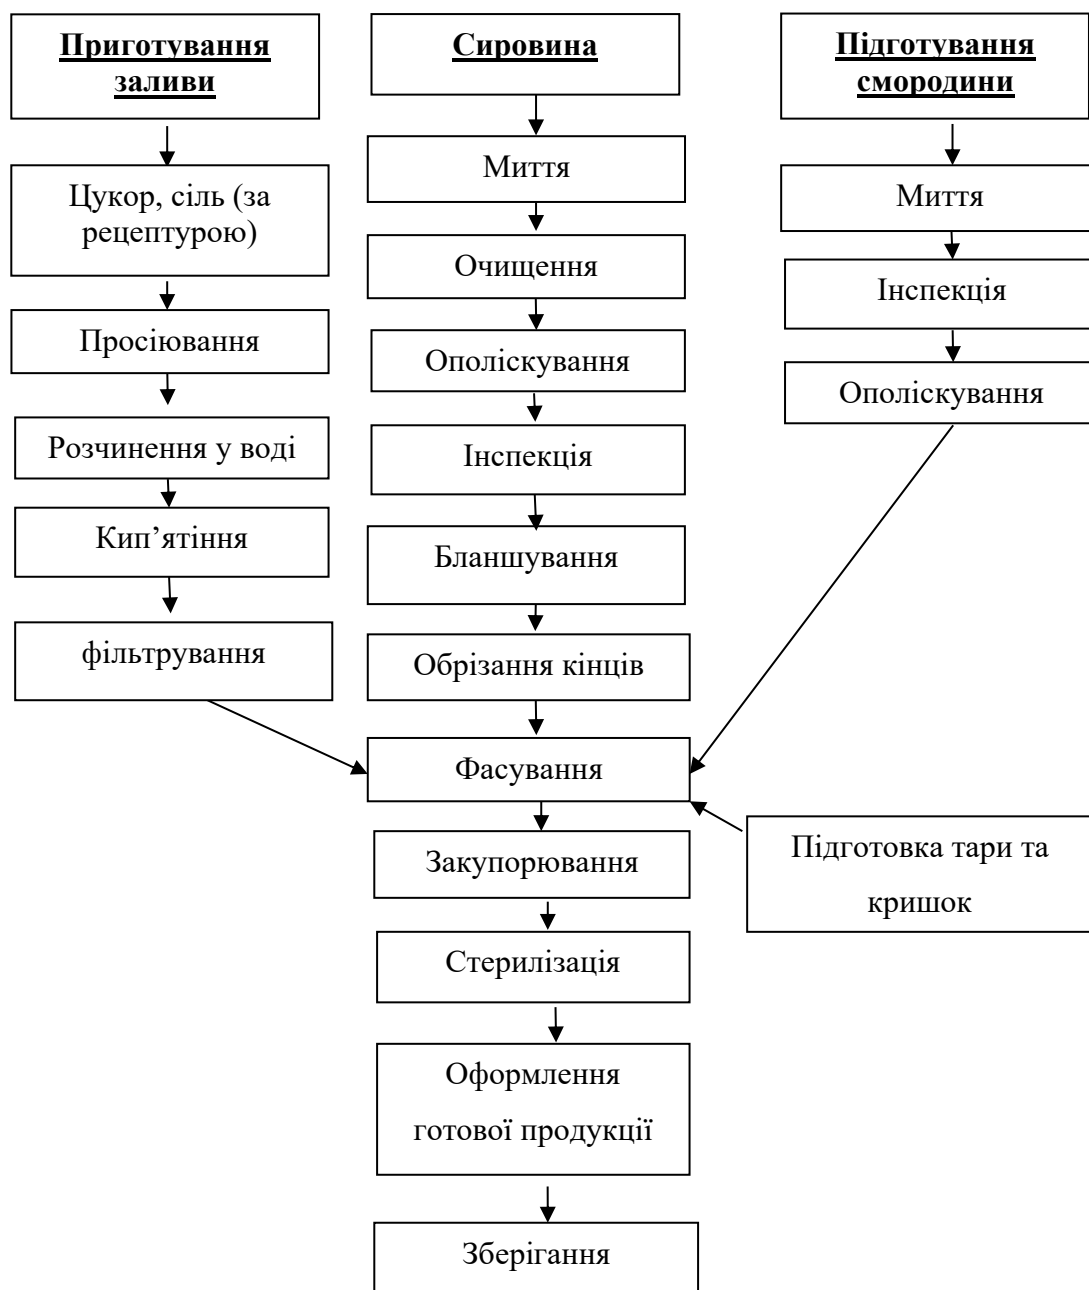 Приготування
заливи
Цукор, сіль (за
рецептурою)
Просіювання
Розчинення у воді
Кип’ятіння
фільтрування
Сировина
Миття
Очищення
Ополіскування
Інспекція
Бланшування
Обрізання кінців
Фасування
Закупорювання
Стерилізація
Оформлення
готової продукції
Зберігання
Підготування
смородини
Миття
Інспекція
Ополіскування
Підготовка тари та
кришок